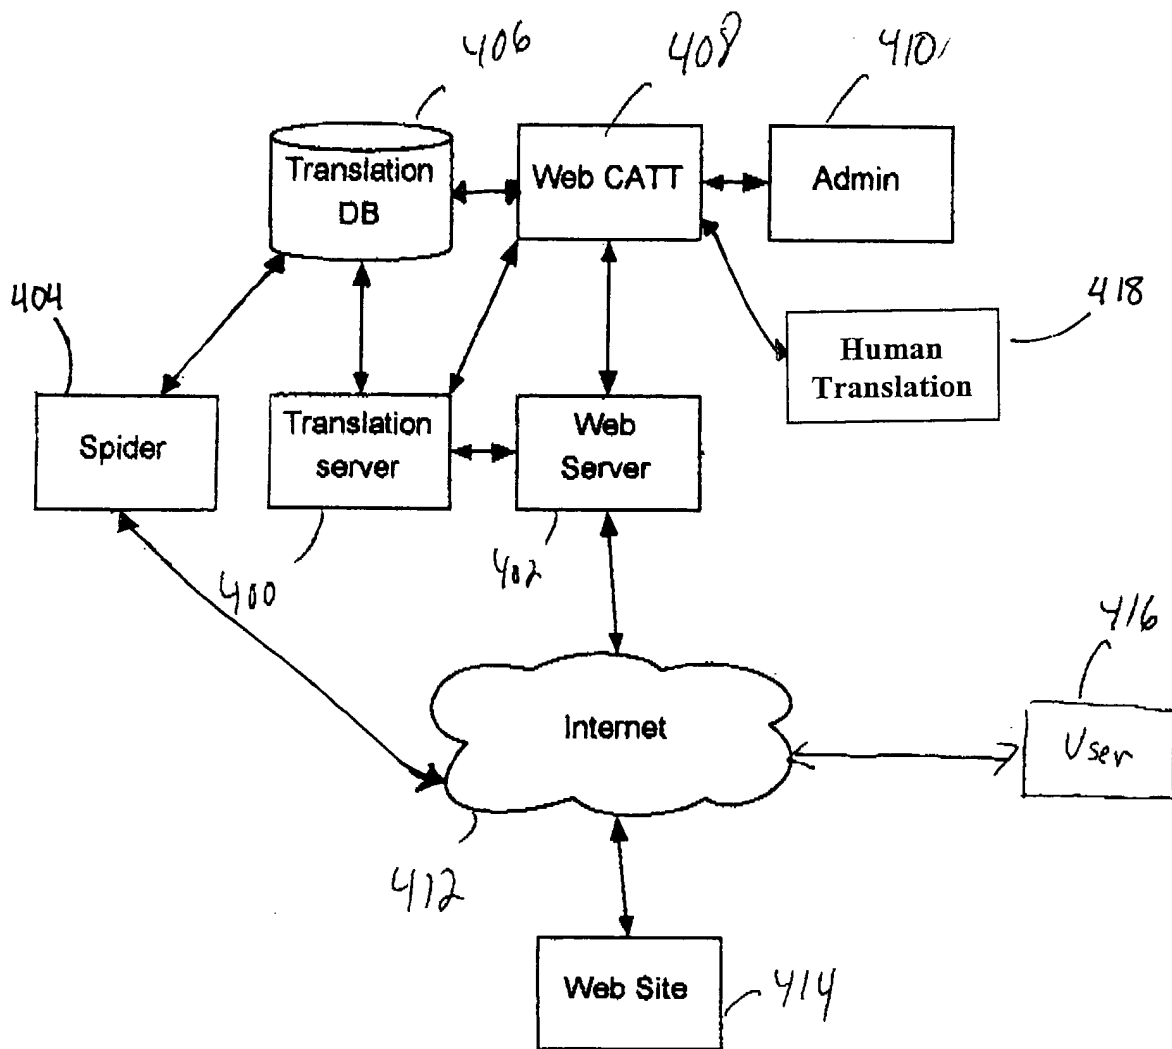 406
408
410
Translation
DB
Web CATT
Admin
404
418
Human
Translation
Spider
Translation
server
Web
Server
400
402
416
Internet
User
412
Web Site
414